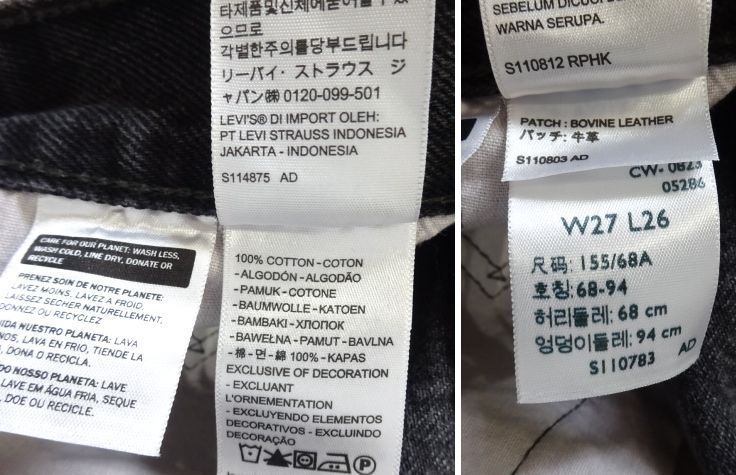 타제품및신체에묻어날수있
으므로
각별한주의를당부드립니다
リーバイ・ストラウス ジ
ャパン㈱ 0120-099-501
LEVI'S® DI IMPORT OLEH:
PT LEVI STRAUSS INDONESIA
JAKARTA - INDONESIA
S114875 AD
CARE FOR OUR PLANET: WASH LESS,
WASH COLD, LINE DRY, DONATE OR
RECYCLE
PRENEZ SOIN DE NOTRE PLANETE:
LAVEZ MOINS, LAVEZ A FROID,
LAISSEZ SECHER NATURELLEMENT,
DONNEZ OU RECYCLEZ
NUESTRO PLANETA: LAVA
LAVA EN FRIO, TIENDE LA
DONA O RECICLA.
DO NOSSO PLANETA: LAVE
LAVE EM ÁGUA FRIA, SEQUE
DOE OU RECICLE.
100% COTTON - COTON
- ALGODÓN - ALGODÃO
- PAMUK - COTONE
- BAUMWOLLE - KATOEN
- BAMBAKI - ХЛОПОК
- BAWEŁNA - PAMUT - BAVLNA
- 棉 - 면 - 綿 100% - KAPAS
EXCLUSIVE OF DECORATION
- EXCLUANT
L'ORNEMENTATION
- EXCLUYENDO ELEMENTOS
DECORATIVOS - EXCLUINDO
DECORAÇÃO
SEBELUM
WARNA SERUPA.
S110812 RPHK
PATCH : BOVINE LEATHER
パッチ: 牛革
S110803 AD
CW- 0823
05286
W27 L26
尺码: 155/68A
호칭: 68-94
허리둘레: 68 cm
엉덩이둘레: 94 cm
S110783 AD